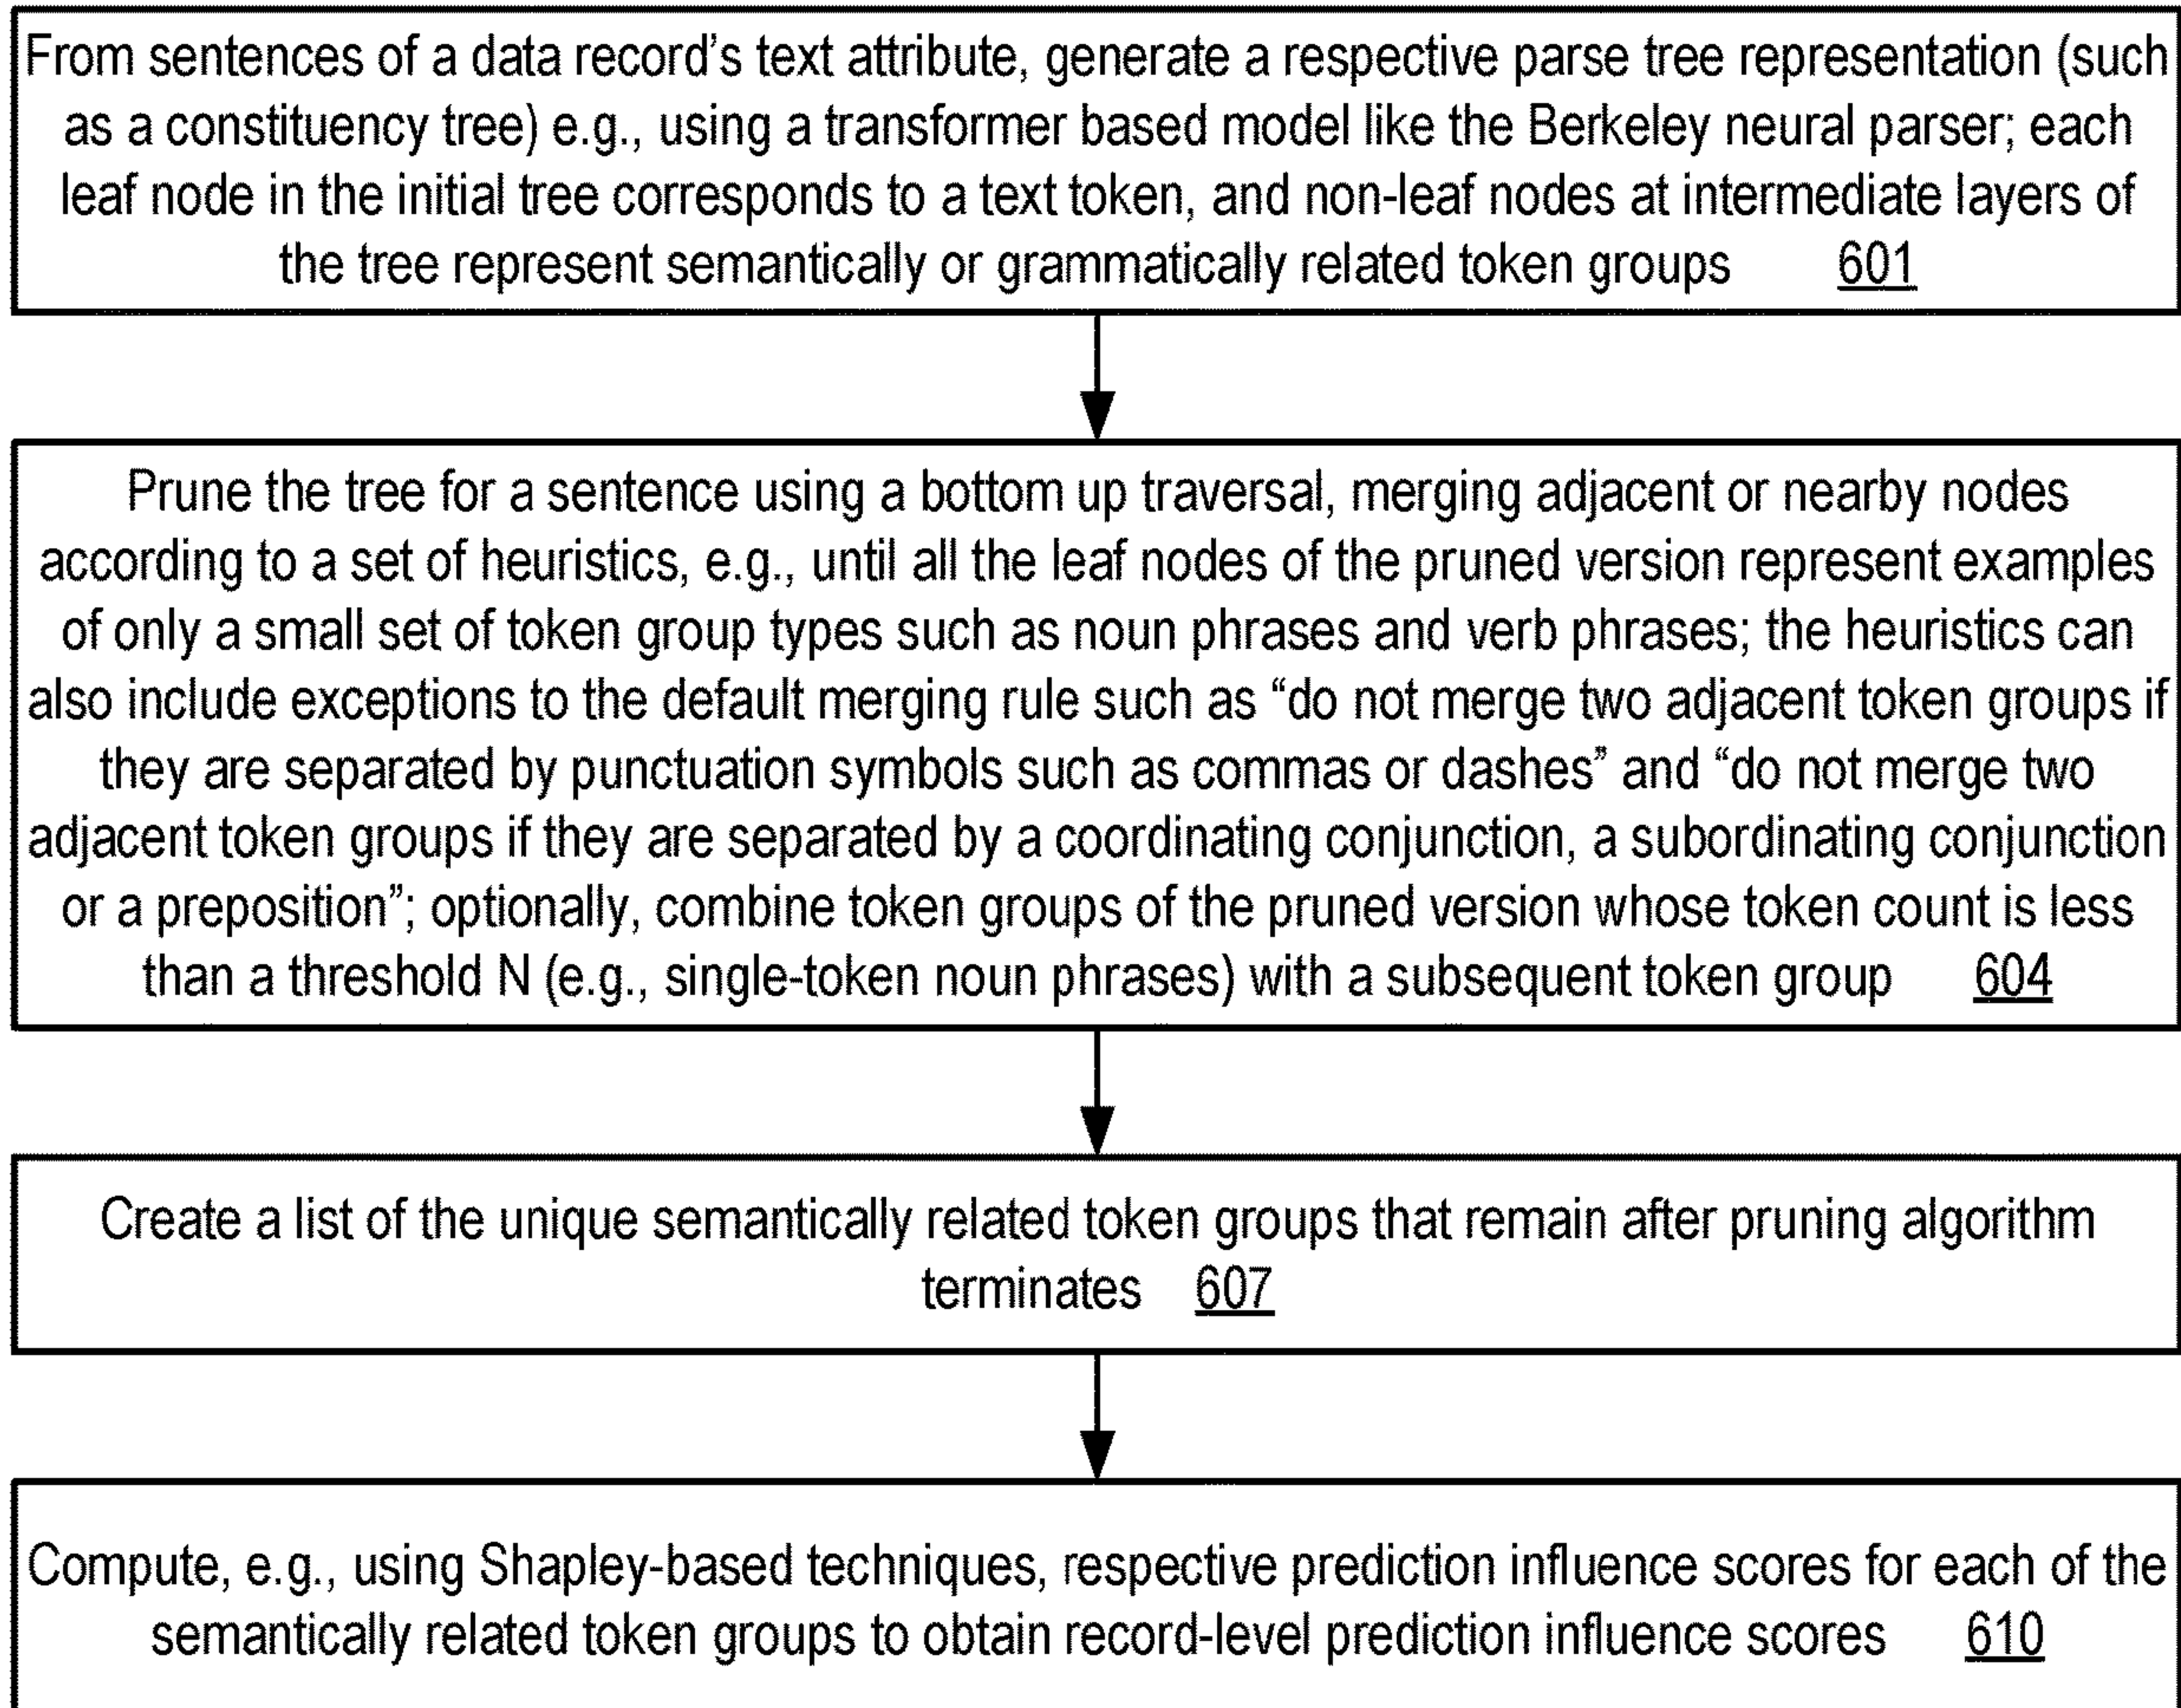 From sentences of a data record’s text attribute, generate a respective parse tree representation (such
as a constituency tree) e.g., using a transformer based model like the Berkeley neural parser; each
leaf node in the initial tree corresponds to a text token, and non-leaf nodes at intermediate layers of
the tree represent semantically or grammatically related token groups 601
Prune the tree for a sentence using a bottom up traversal, merging adjacent or nearby nodes
according to a set of heuristics, e.g., until all the leaf nodes of the pruned version represent examples
of only a small set of token group types such as noun phrases and verb phrases; the heuristics can
also include exceptions to the default merging rule such as “do not merge two adjacent token groups if
they are separated by punctuation symbols such as commas or dashes” and “do not merge two
adjacent token groups if they are separated by a coordinating conjunction, a subordinating conjunction
or a preposition”; optionally, combine token groups of the pruned version whose token count is less
than a threshold N (e.g., single-token noun phrases) with a subsequent token group 604
Create a list of the unique semantically related token groups that remain after pruning algorithm
terminates 607
Compute, e.g., using Shapley-based techniques, respective prediction influence scores for each of the
semantically related token groups to obtain record-level prediction influence scores 610